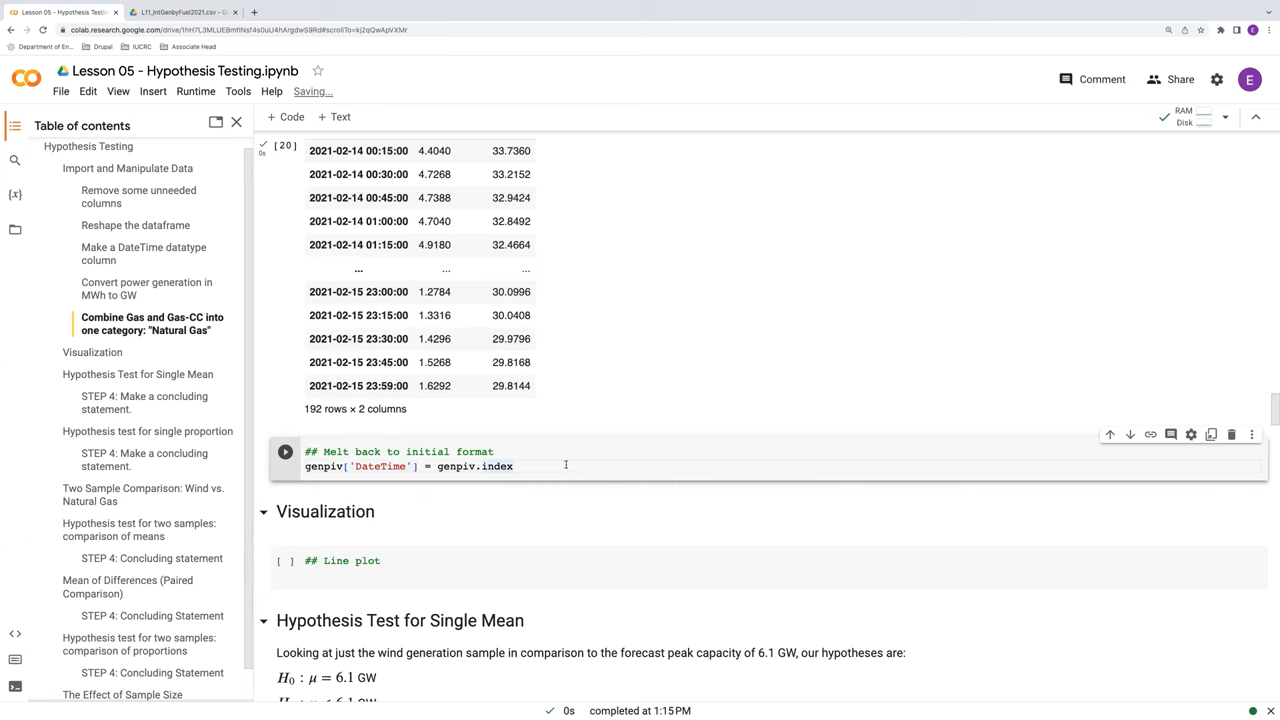 Lesson 05 - Hypothesis Testing
L11_IntGenbyFuel2021.csv -
colab.research.google.com/drive/1hH7L3MLUEBmfINsf4s0uU4hArgdwS9Rd#scrollTo=kj2qQwApVXMr
Department of En... Drupal IUCRC Associate Head
Lesson 05 - Hypothesis Testing.ipynb
File Edit View Insert Runtime Tools Help Saving...
Comment Share E
+ Code + Text
RAM
Disk
Table of contents
Hypothesis Testing
Import and Manipulate Data
Remove some unneeded
columns
Reshape the dataframe
Make a DateTime datatype
column
Convert power generation in
MWh to GW
Combine Gas and Gas-CC into
one category: "Natural Gas"
Visualization
Hypothesis Test for Single Mean
STEP 4: Make a concluding
statement.
Hypothesis test for single proportion
STEP 4: Make a concluding
statement.
Two Sample Comparison: Wind vs.
Natural Gas
Hypothesis test for two samples:
comparison of means
STEP 4: Concluding statement
Mean of Differences (Paired
Comparison)
STEP 4: Concluding Statement
Hypothesis test for two samples:
comparison of proportions
STEP 4: Concluding Statement
The Effect of Sample Size
[20]
0s
2021-02-14 00:15:00 4.4040 33.7360
2021-02-14 00:30:00 4.7268 33.2152
2021-02-14 00:45:00 4.7388 32.9424
2021-02-14 01:00:00 4.7040 32.8492
2021-02-14 01:15:00 4.9180 32.4664
... ... ...
2021-02-15 23:00:00 1.2784 30.0996
2021-02-15 23:15:00 1.3316 30.0408
2021-02-15 23:30:00 1.4296 29.9796
2021-02-15 23:45:00 1.5268 29.8168
2021-02-15 23:59:00 1.6292 29.8144
192 rows × 2 columns
## Melt back to initial format
genpiv['DateTime'] = genpiv.index
Visualization
[ ] ## Line plot
Hypothesis Test for Single Mean
Looking at just the wind generation sample in comparison to the forecast peak capacity of 6.1 GW, our hypotheses are:
H₀ : μ = 6.1 GW
0s completed at 1:15 PM